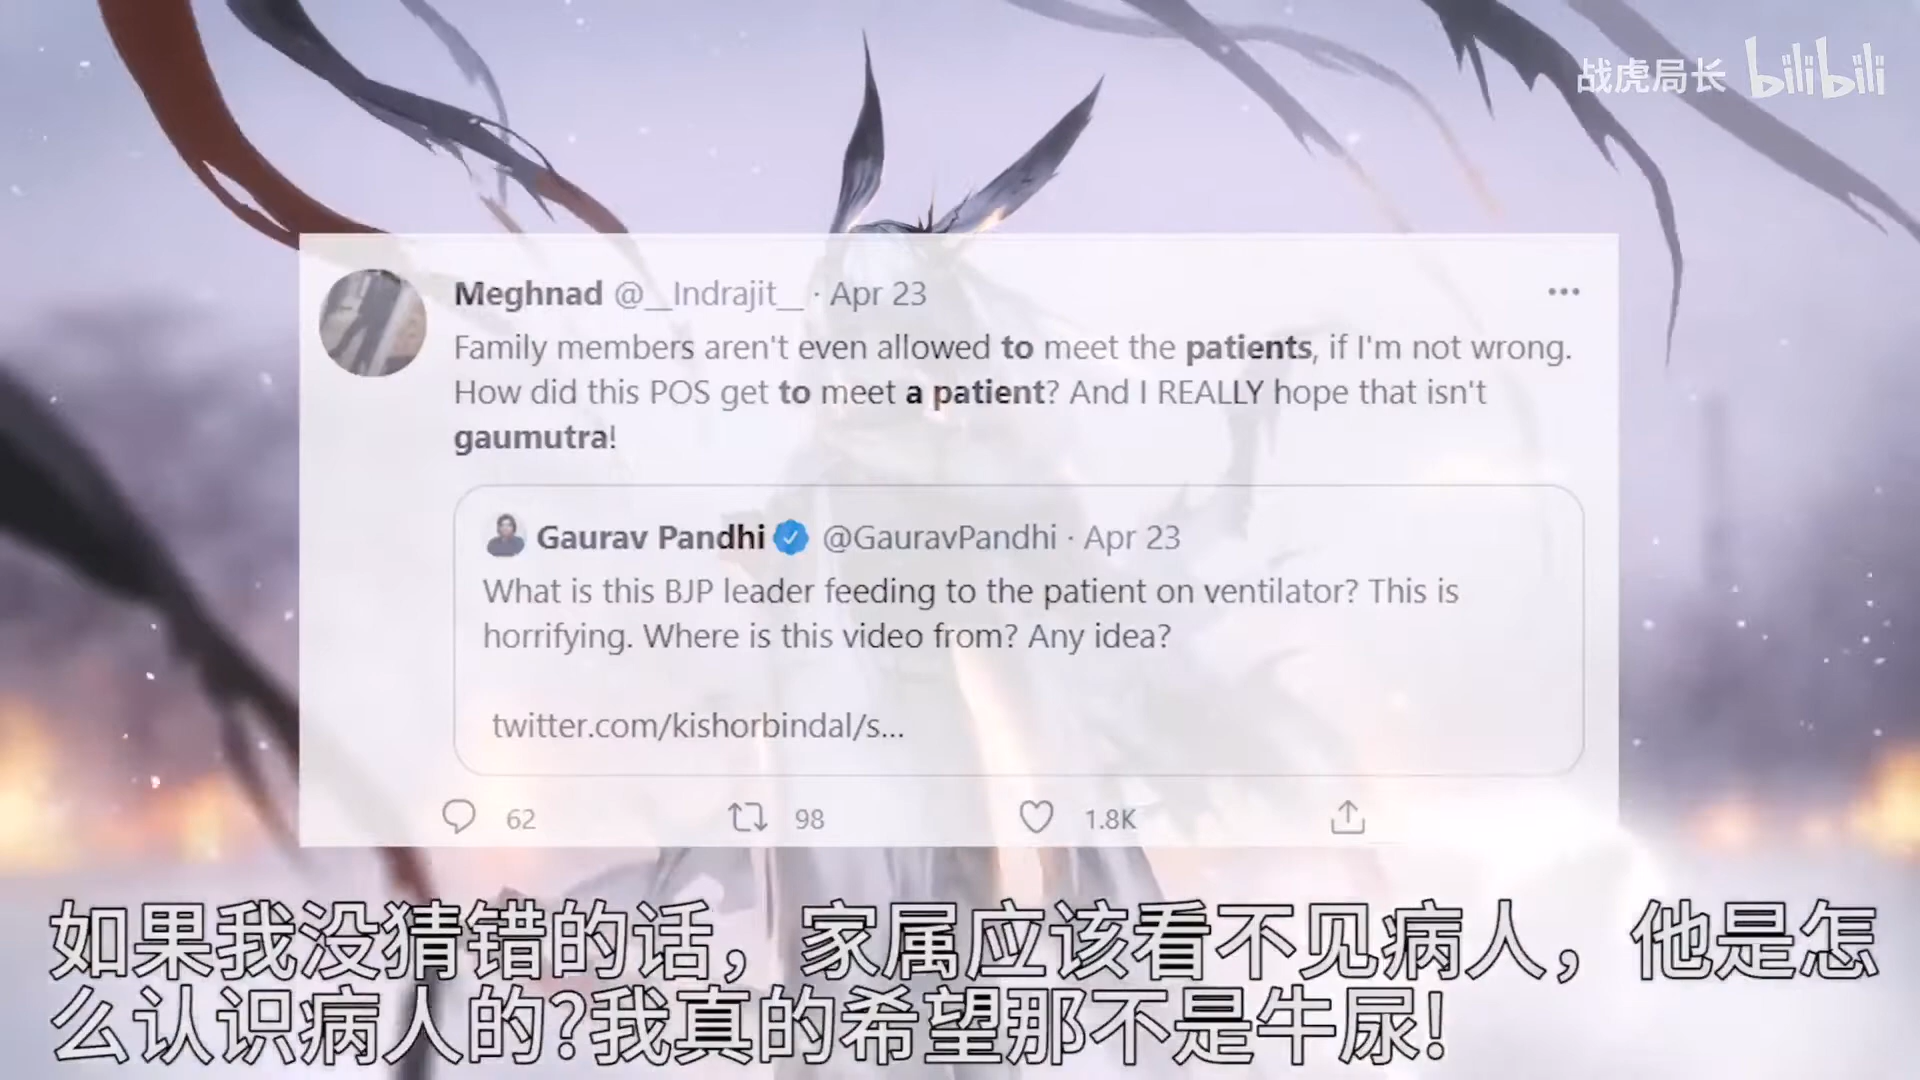 战虎局长 bilibili
Meghnad @__Indrajit__ · Apr 23
Family members aren't even allowed to meet the patients, if I'm not wrong.
How did this POS get to meet a patient? And I REALLY hope that isn't
gaumutra!
Gaurav Pandhi @GauravPandhi · Apr 23
What is this BJP leader feeding to the patient on ventilator? This is
horrifying. Where is this video from? Any idea?
twitter.com/kishorbindal/s...
62 98 1.8K
如果我没猜错的话，家属应该看不见病人，他是怎
么认识病人的?我真的希望那不是牛尿!